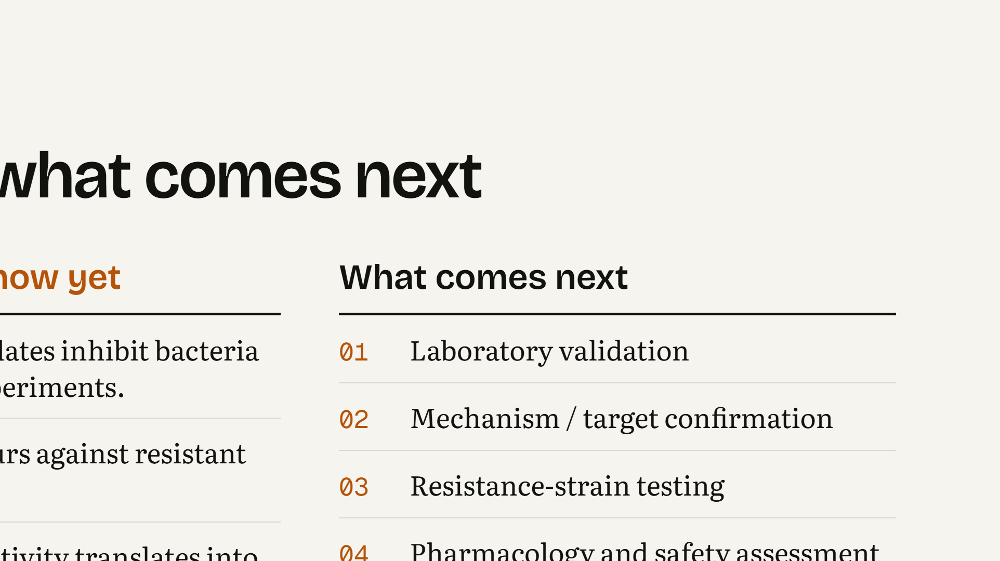 what comes next
now yet
lates inhibit bacteria
periments.
urs against resistant
tivity translates into
What comes next
01 Laboratory validation
02 Mechanism / target confirmation
03 Resistance-strain testing
04 Pharmacology and safety assessment